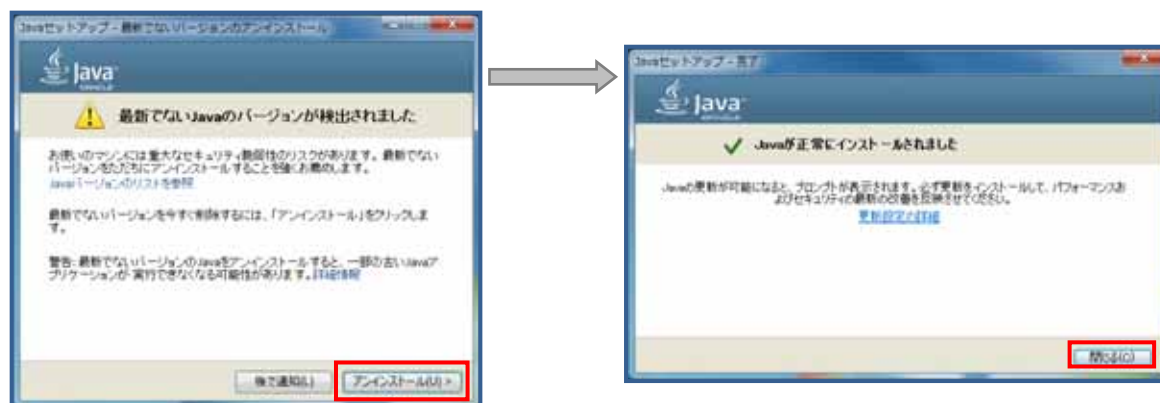 Javaセットアップ - 最新でないバージョンのアンインストール
Java
ORACLE
最新でないJavaのバージョンが検出されました
お使いのマシンには重大なセキュリティ脆弱性のリスクがあります。最新でない
バージョンをただちにアンインストールすることを強くお薦めします。
Javaバージョンのリストを参照
最新でないバージョンを今すぐ削除するには、「アンインストール」をクリックしま
す。
警告: 最新でないバージョンのJavaをアンインストールすると、一部の古いJavaア
プリケーションが実行できなくなる可能性があります。詳細情報
後で通知(L)
アンインストール(U) >
Javaセットアップ - 完了
Java
ORACLE
Javaが正常にインストールされました
Javaの更新が可能になると、プロンプトが表示されます。必ず更新をインストールして、パフォーマンスお
よびセキュリティの最新の改善を反映させてください。
更新設定の詳細
閉じる(C)